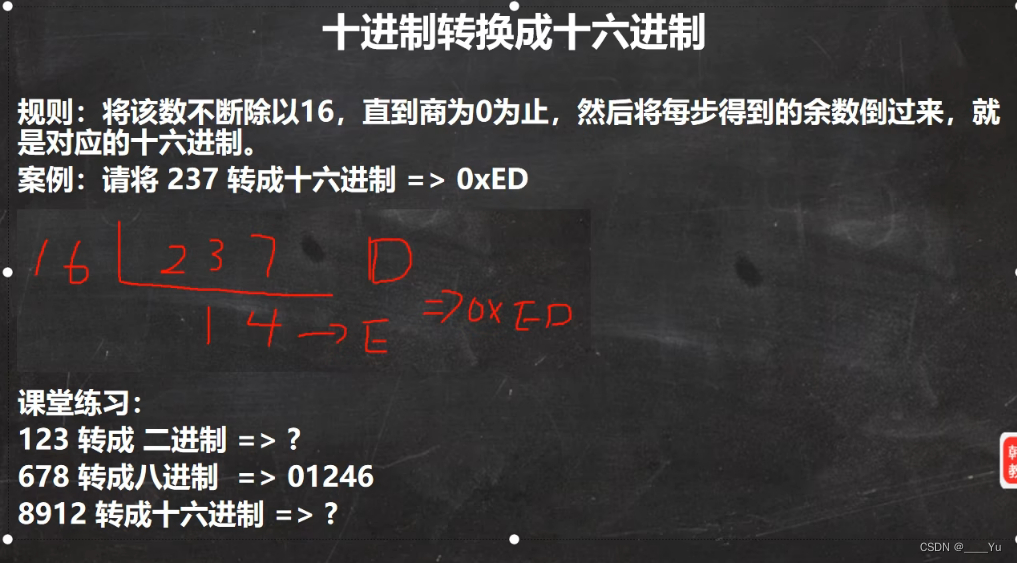 十进制转换成十六进制
规则：将该数不断除以16，直到商为0为止，然后将每步得到的余数倒过来，就
是对应的十六进制。
案例：请将 237 转成十六进制 => 0xED
16 237 D
14 → E => 0xED
课堂练习：
123 转成 二进制 => ?
678 转成八进制 => 01246
8912 转成十六进制 => ?
韩
教
CSDN @____Yu